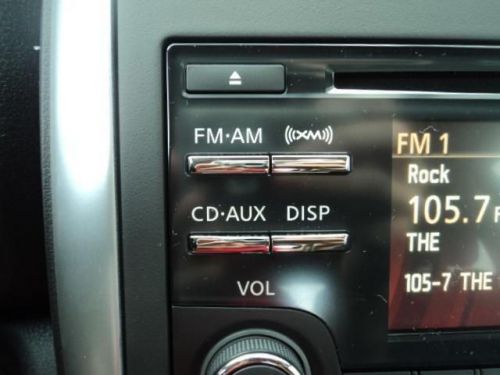 FM·AM XM
CD·AUX DISP
VOL
FM 1
Rock
105.7
THE
105-7 THE